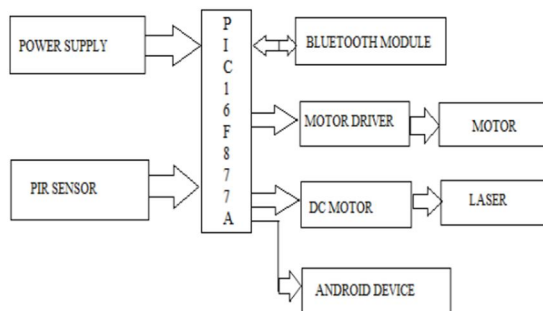 POWER SUPPLY
PIR SENSOR
P
I
C
1
6
F
8
7
7
A
BLUETOOTH MODULE
MOTOR DRIVER
MOTOR
DC MOTOR
LASER
ANDROID DEVICE